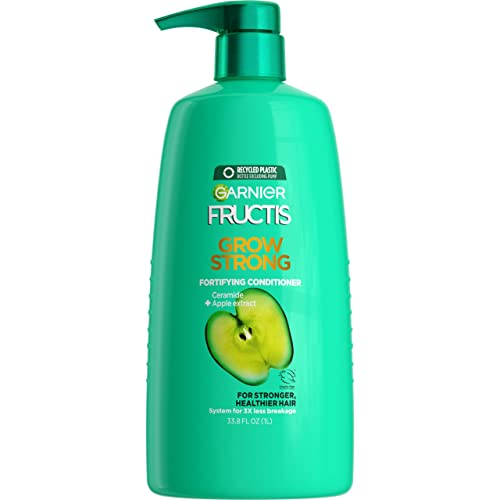 RECYCLED PLASTIC
BOTTLE EXCLUDING PUMP
GARNIER
FRUCTIS
GROW
STRONG
FORTIFYING CONDITIONER
Ceramide
+ Apple extract
FOR STRONGER,
HEALTHIER HAIR
System for 3X less breakage
33.8 FL OZ (1L)